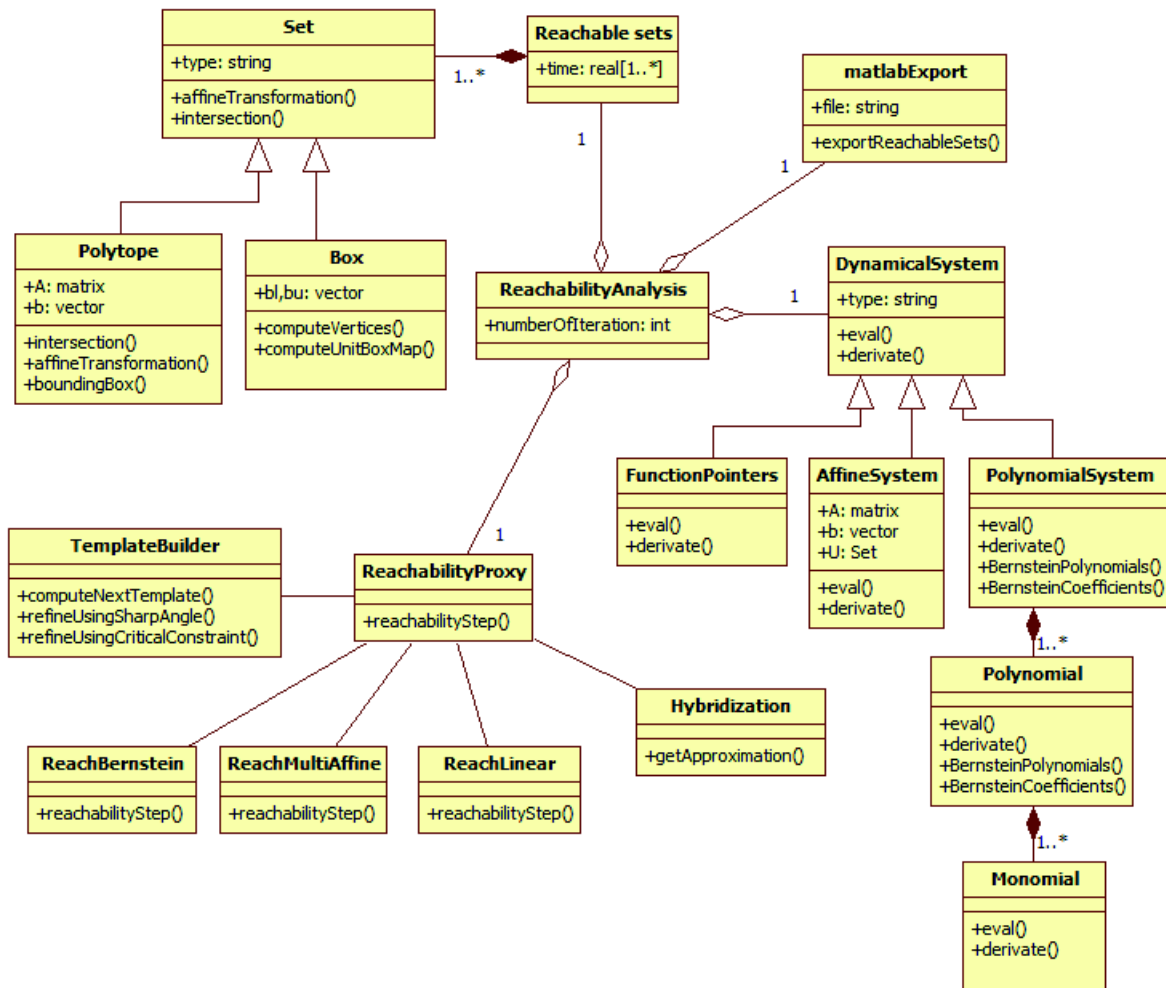 Set
+type: string
+affineTransformation()
+intersection()
1..*
Reachable sets
+time: real[1..*]
1
matlabExport
+file: string
+exportReachableSets()
1
Polytope
+A: matrix
+b: vector
+intersection()
+affineTransformation()
+boundingBox()
Box
+bl,bu: vector
+computeVertices()
+computeUnitBoxMap()
ReachabilityAnalysis
+numberOfIteration: int
1
DynamicalSystem
+type: string
+eval()
+derivate()
FunctionPointers
+eval()
+derivate()
AffineSystem
+A: matrix
+b: vector
+U: Set
+eval()
+derivate()
PolynomialSystem
+eval()
+derivate()
+BernsteinPolynomials()
+BernsteinCoefficients()
1..*
TemplateBuilder
+computeNextTemplate()
+refineUsingSharpAngle()
+refineUsingCriticalConstraint()
1
ReachabilityProxy
+reachabilityStep()
Polynomial
+eval()
+derivate()
+BernsteinPolynomials()
+BernsteinCoefficients()
1..*
ReachBernstein
+reachabilityStep()
ReachMultiAffine
+reachabilityStep()
ReachLinear
+reachabilityStep()
Hybridization
+getApproximation()
Monomial
+eval()
+derivate()